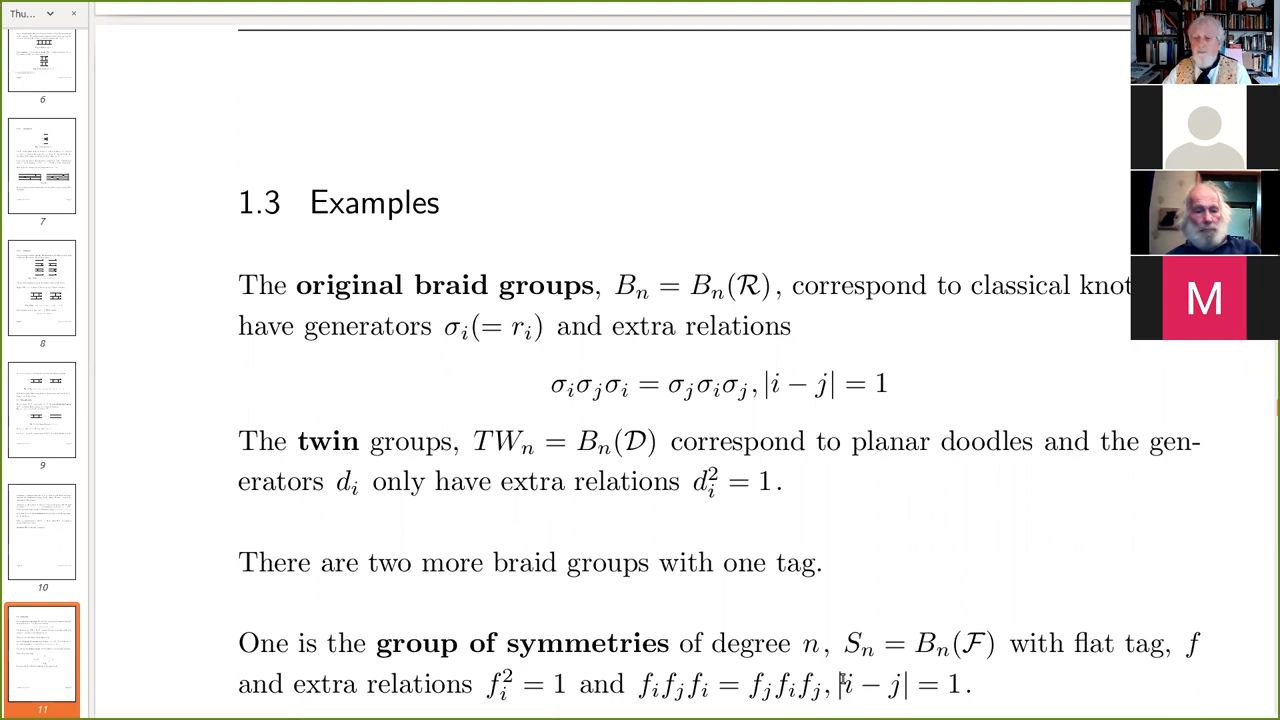 Thu...
6
7
8
9
10
11
1.3 Examples
The original braid groups, Bₙ = Bₙ(ℛ), correspond to classical knot
have generators σᵢ(= rᵢ) and extra relations
σᵢσⱼσᵢ = σⱼσᵢσⱼ, |i − j| = 1
The twin groups, TWₙ = Bₙ(𝒟) correspond to planar doodles and the gen-
erators dᵢ only have extra relations dᵢ² = 1.
There are two more braid groups with one tag.
One is the group of symmetries of degree n, Sₙ = Bₙ(ℱ) with flat tag, f
and extra relations fᵢ² = 1 and fᵢfⱼfᵢ = fⱼfᵢfⱼ, |i − j| = 1.
M